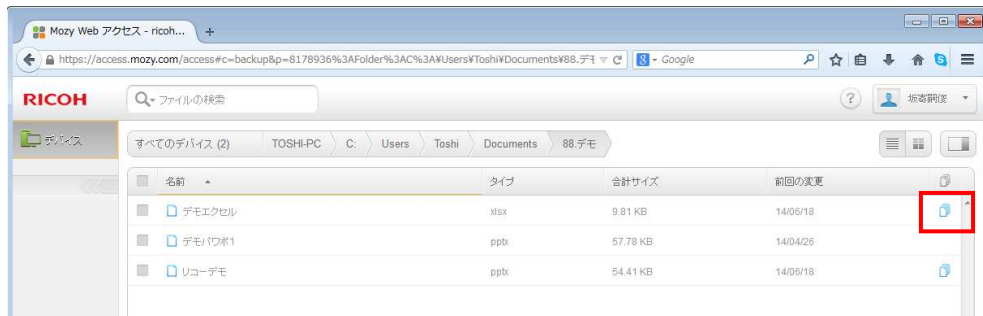 Mozy Web アクセス - ricoh... +
https://access.mozy.com/access#c=backup&p=8178936%3AFolder%3AC%3A¥Users¥Toshi¥Documents¥88.デモ
Google
RICOH ファイルの検索 ? 坂寄嗣俊
デバイス すべてのデバイス (2) TOSHI-PC C: Users Toshi Documents 88.デモ
名前 タイプ 合計サイズ 前回の変更
デモエクセル xlsx 9.81 KB 14/06/18
デモパワポ1 pptx 57.78 KB 14/04/26
リコーデモ pptx 54.41 KB 14/06/18